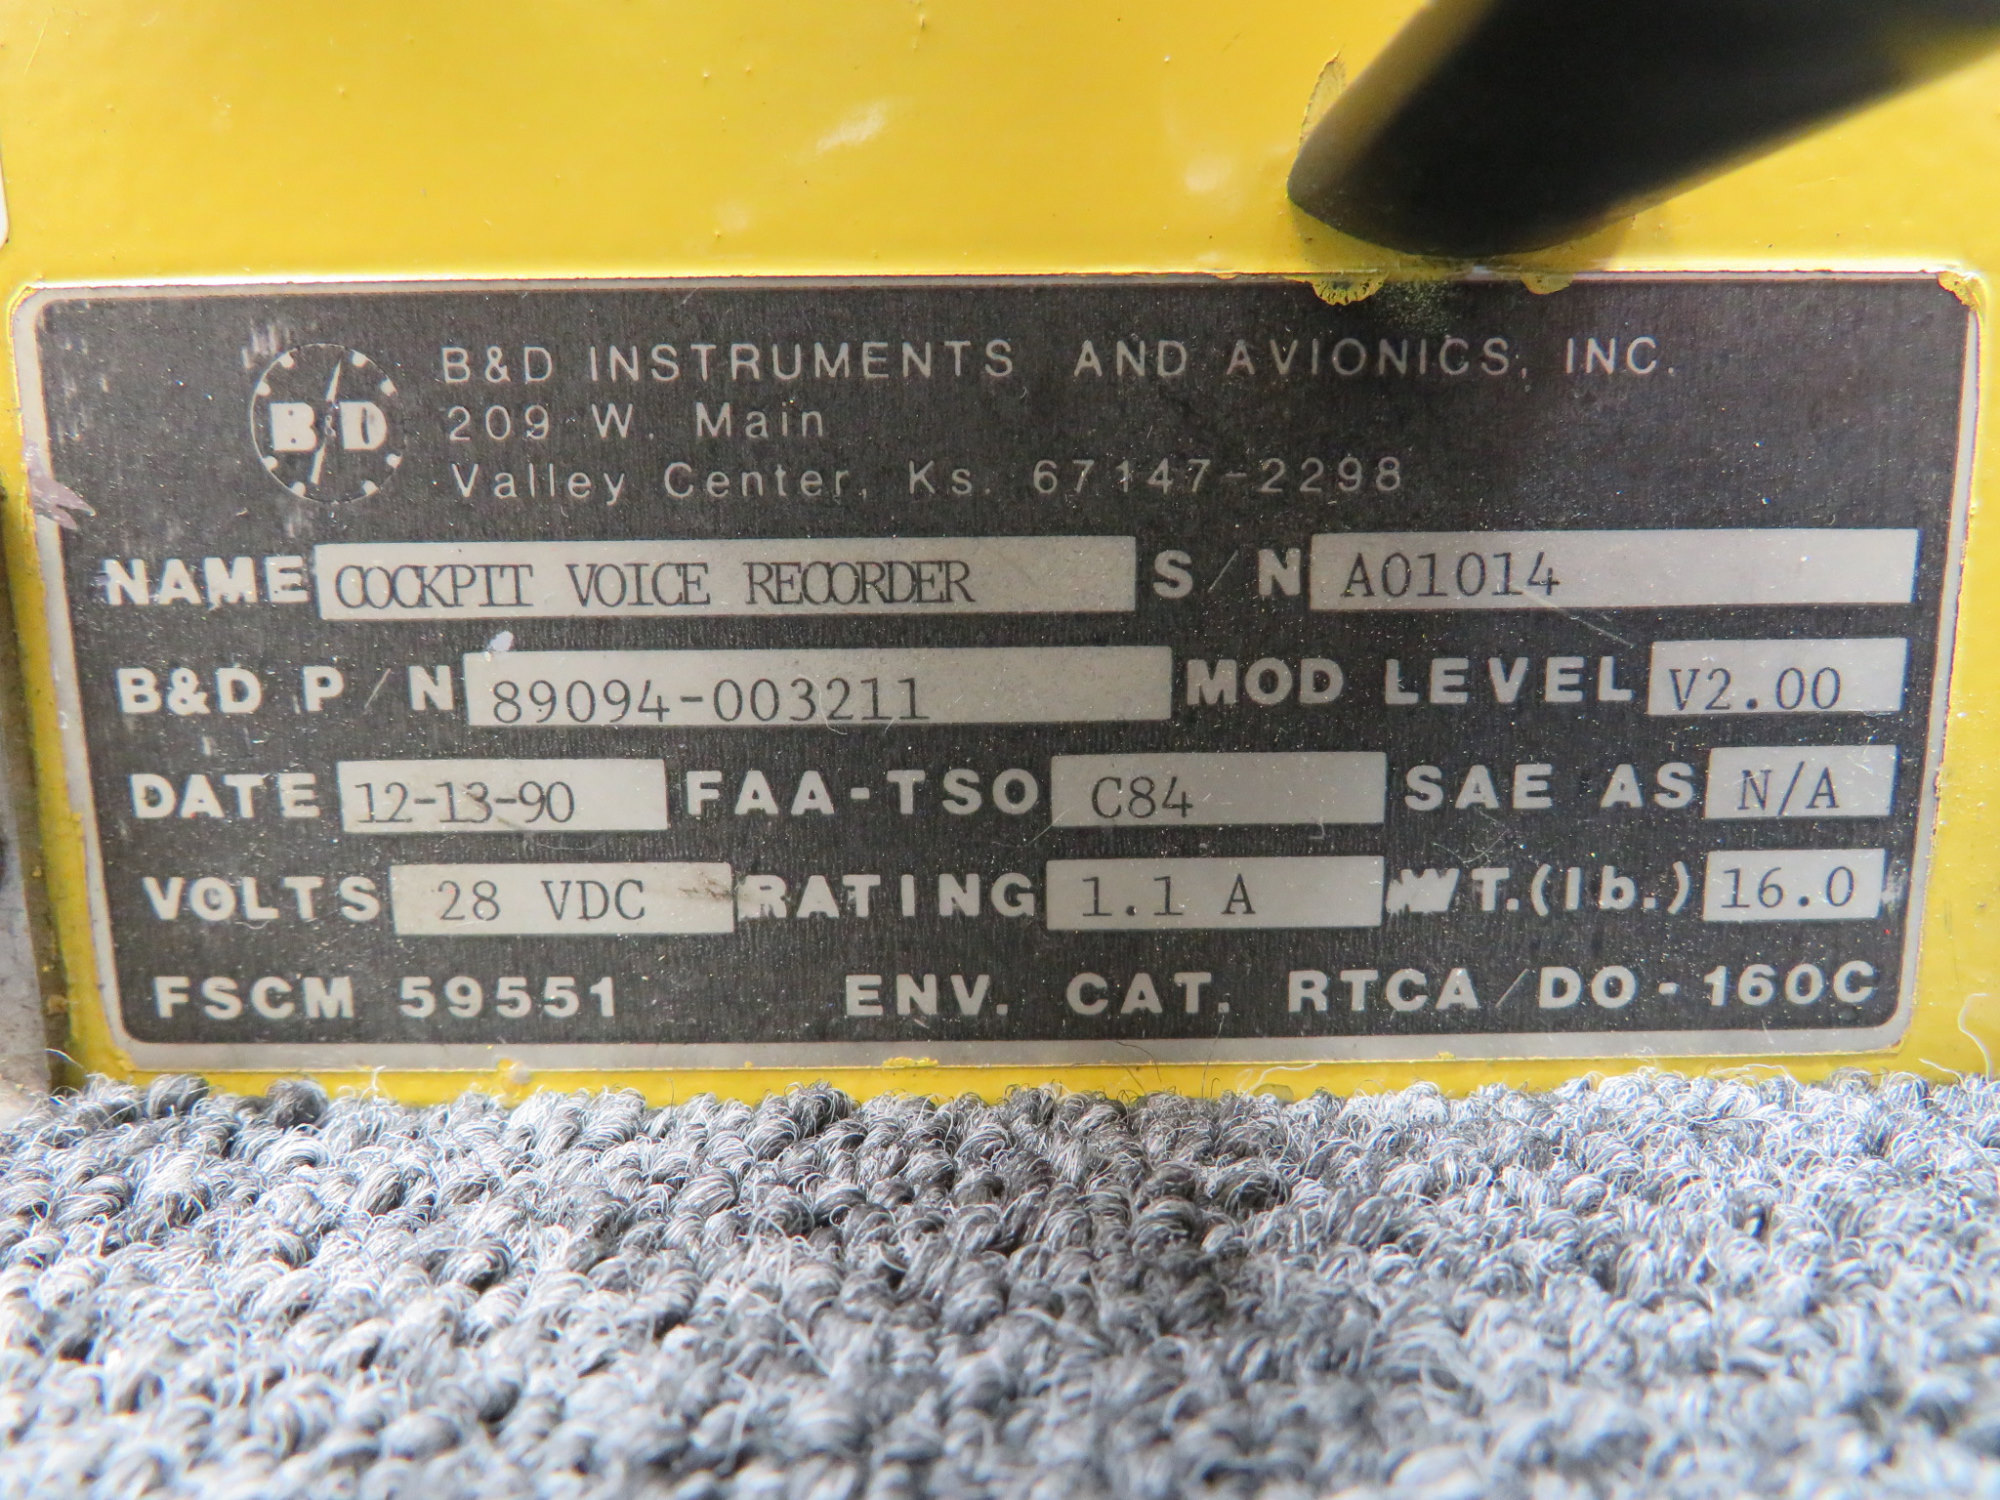 B&D
B&D INSTRUMENTS AND AVIONICS, INC.
209 W. Main
Valley Center, Ks. 67147-2298
NAME COCKPIT VOICE RECORDER S/N A01014
B&D P/N 89094-003211 MOD LEVEL V2.00
DATE 12-13-90 FAA-TSO C84 SAE AS N/A
VOLTS 28 VDC RATING 1.1 A WT.(lb.) 16.0
FSCM 59551 ENV. CAT. RTCA/DO-160C